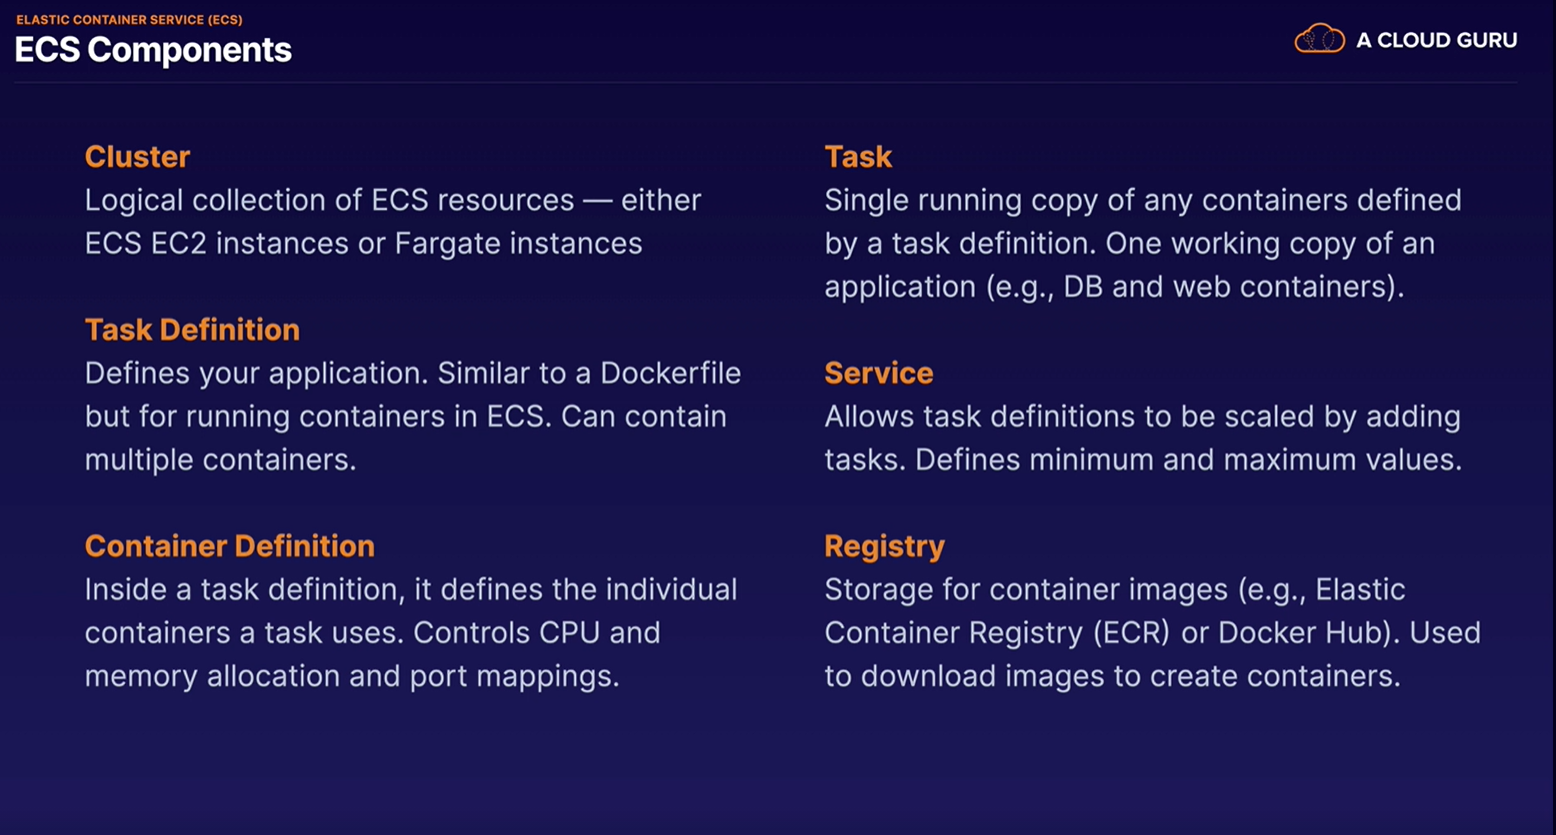 ELASTIC CONTAINER SERVICE (ECS)
ECS Components
A CLOUD GURU
Cluster
Logical collection of ECS resources — either
ECS EC2 instances or Fargate instances
Task Definition
Defines your application. Similar to a Dockerfile
but for running containers in ECS. Can contain
multiple containers.
Container Definition
Inside a task definition, it defines the individual
containers a task uses. Controls CPU and
memory allocation and port mappings.
Task
Single running copy of any containers defined
by a task definition. One working copy of an
application (e.g., DB and web containers).
Service
Allows task definitions to be scaled by adding
tasks. Defines minimum and maximum values.
Registry
Storage for container images (e.g., Elastic
Container Registry (ECR) or Docker Hub). Used
to download images to create containers.